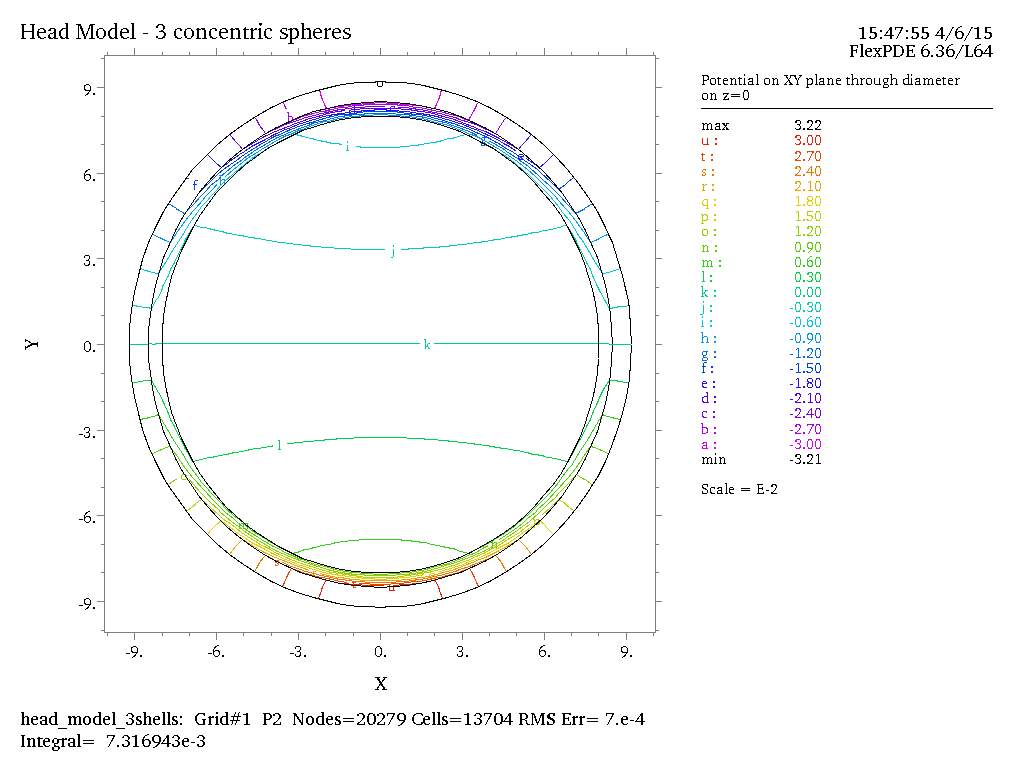 Head Model - 3 concentric spheres
15:47:55 4/6/15
FlexPDE 6.36/L64
Potential on XY plane through diameter
on z=0
max 3.22
u: 3.00
t: 2.70
s: 2.40
r: 2.10
q: 1.80
p: 1.50
o: 1.20
n: 0.90
m: 0.60
l: 0.30
k: 0.00
j: -0.30
i: -0.60
h: -0.90
g: -1.20
f: -1.50
e: -1.80
d: -2.10
c: -2.40
b: -2.70
a: -3.00
min -3.21
Scale = E-2
9.
6.
3.
0.
-3.
-6.
-9.
Y
o
b
i
f
h
j
k
l
s
u
-9. -6. -3. 0. 3. 6. 9.
X
head_model_3shells: Grid#1 P2 Nodes=20279 Cells=13704 RMS Err= 7.e-4
Integral= 7.316943e-3